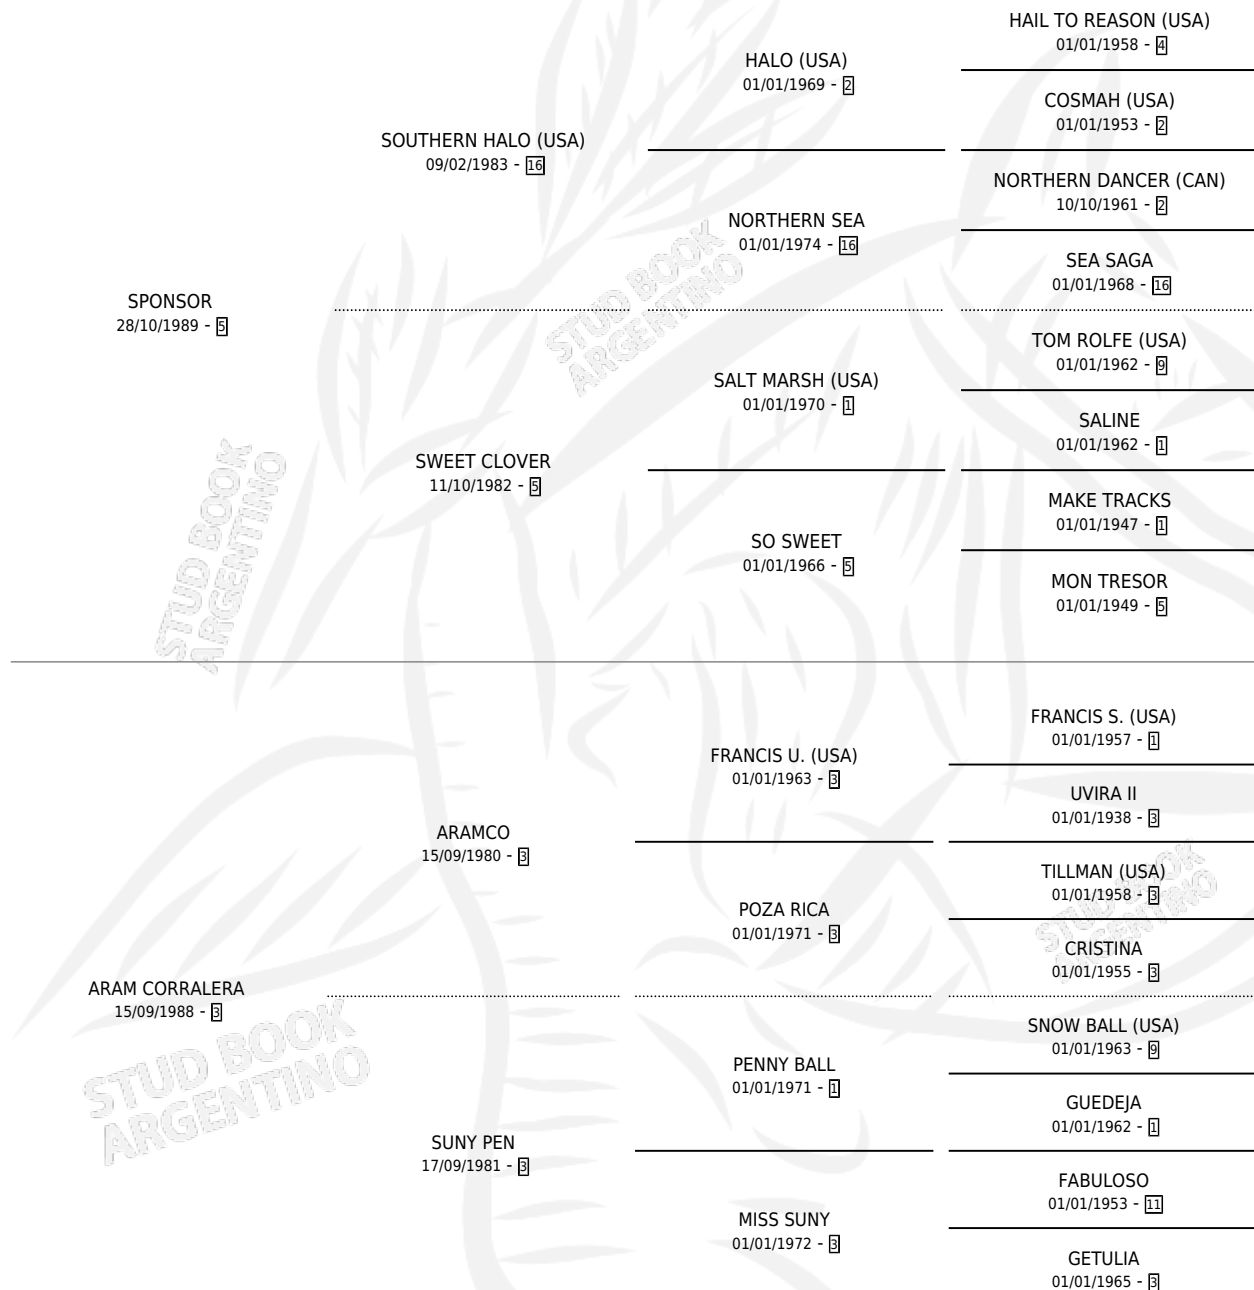 HAIL TO REASON (USA)
01/01/1958 - 4
HALO (USA)
01/01/1969 - 2
COSMAH (USA)
01/01/1953 - 2
SOUTHERN HALO (USA)
09/02/1983 - 16
NORTHERN DANCER (CAN)
10/10/1961 - 2
NORTHERN SEA
01/01/1974 - 16
SEA SAGA
01/01/1968 - 16
SPONSOR
28/10/1989 - 5
STUD BOOK
ARGENTINO
TOM ROLFE (USA)
01/01/1962 - 9
SALT MARSH (USA)
01/01/1970 - 1
SALINE
01/01/1962 - 1
SWEET CLOVER
11/10/1982 - 5
MAKE TRACKS
01/01/1947 - 1
SO SWEET
01/01/1966 - 5
MON TRESOR
01/01/1949 - 5
STUD BOOK
ARGENTINO
FRANCIS S. (USA)
01/01/1957 - 1
FRANCIS U. (USA)
01/01/1963 - 3
UVIRA II
01/01/1938 - 3
ARAMCO
15/09/1980 - 3
TILLMAN (USA)
01/01/1958 - 3
POZA RICA
01/01/1971 - 3
CRISTINA
01/01/1955 - 3
STUD BOOK
ARGENTINO
ARAM CORRALERA
15/09/1988 - 3
SNOW BALL (USA)
01/01/1963 - 9
PENNY BALL
01/01/1971 - 1
GUEDEJA
01/01/1962 - 1
STUD BOOK
ARGENTINO
SUNY PEN
17/09/1981 - 3
FABULOSO
01/01/1953 - 11
MISS SUNY
01/01/1972 - 3
GETULIA
01/01/1965 - 3